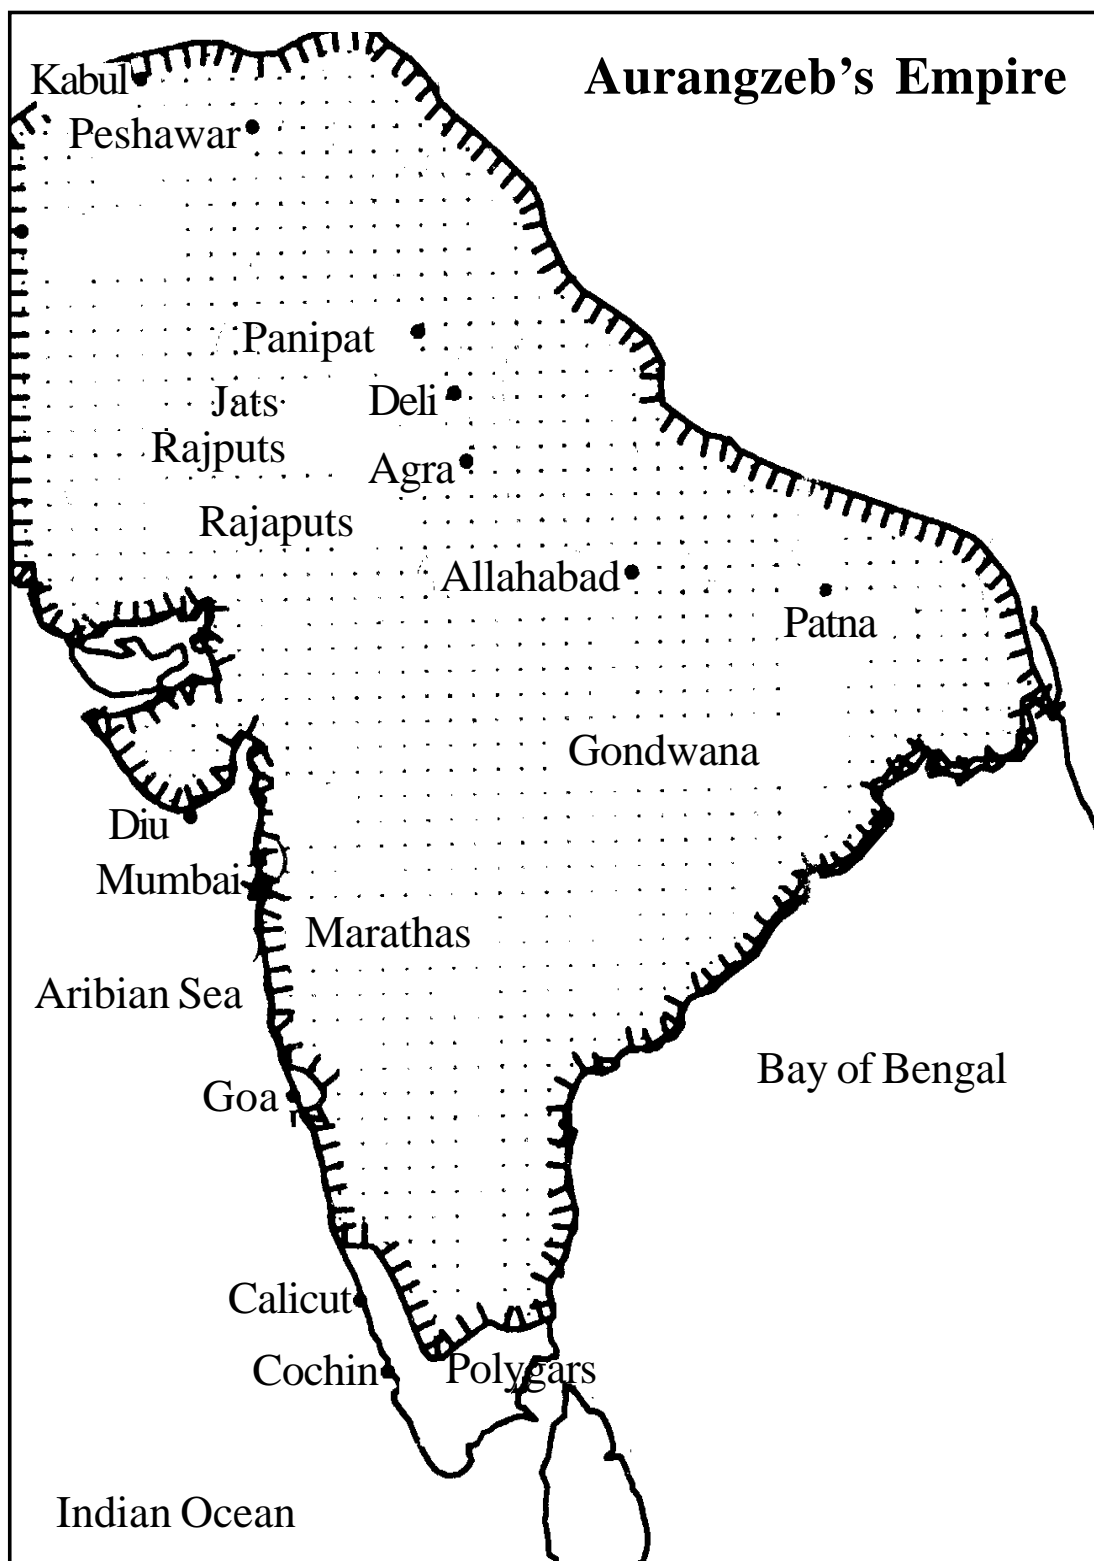 Aurangzeb's Empire
Kabul
Peshawar
Panipat
Jats
Deli
Rajputs
Agra
Rajaputs
Allahabad
Patna
Gondwana
Diu
Mumbai
Marathas
Aribian Sea
Bay of Bengal
Goa
Calicut
Cochin
Polygars
Indian Ocean